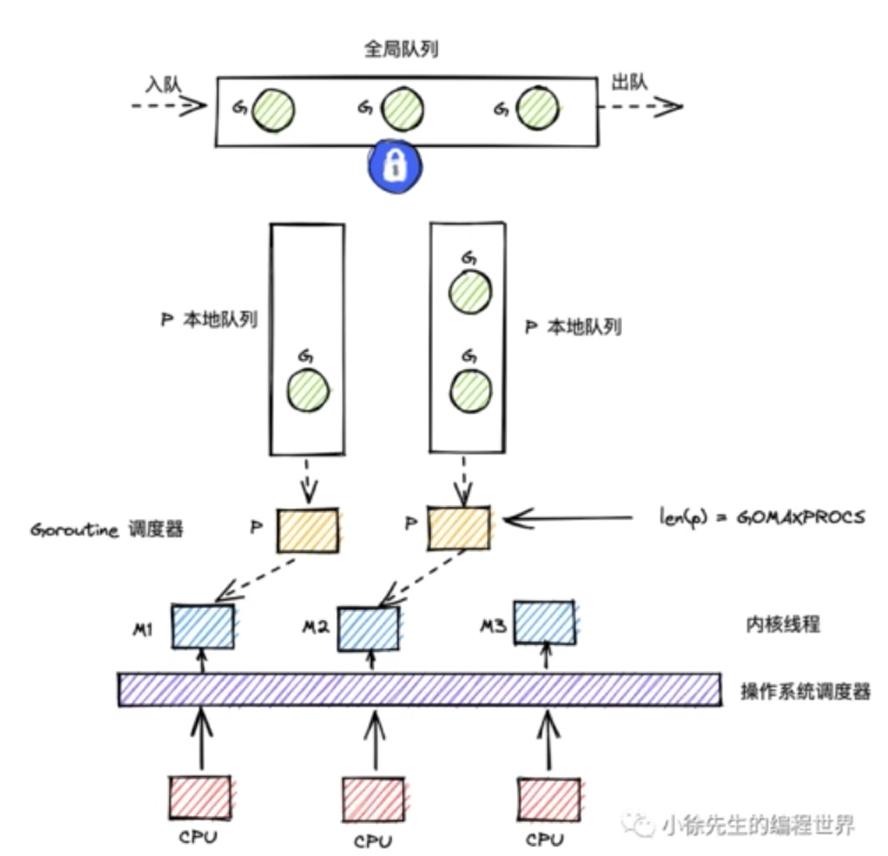 全局队列
入队
出队
G
G
G
P 本地队列
G
G
G
P 本地队列
Goroutine 调度器
P
P
len(p) = GOMAXPROCS
M1
M2
M3
内核线程
操作系统调度器
CPU
CPU
CPU
小徐先生的编程世界